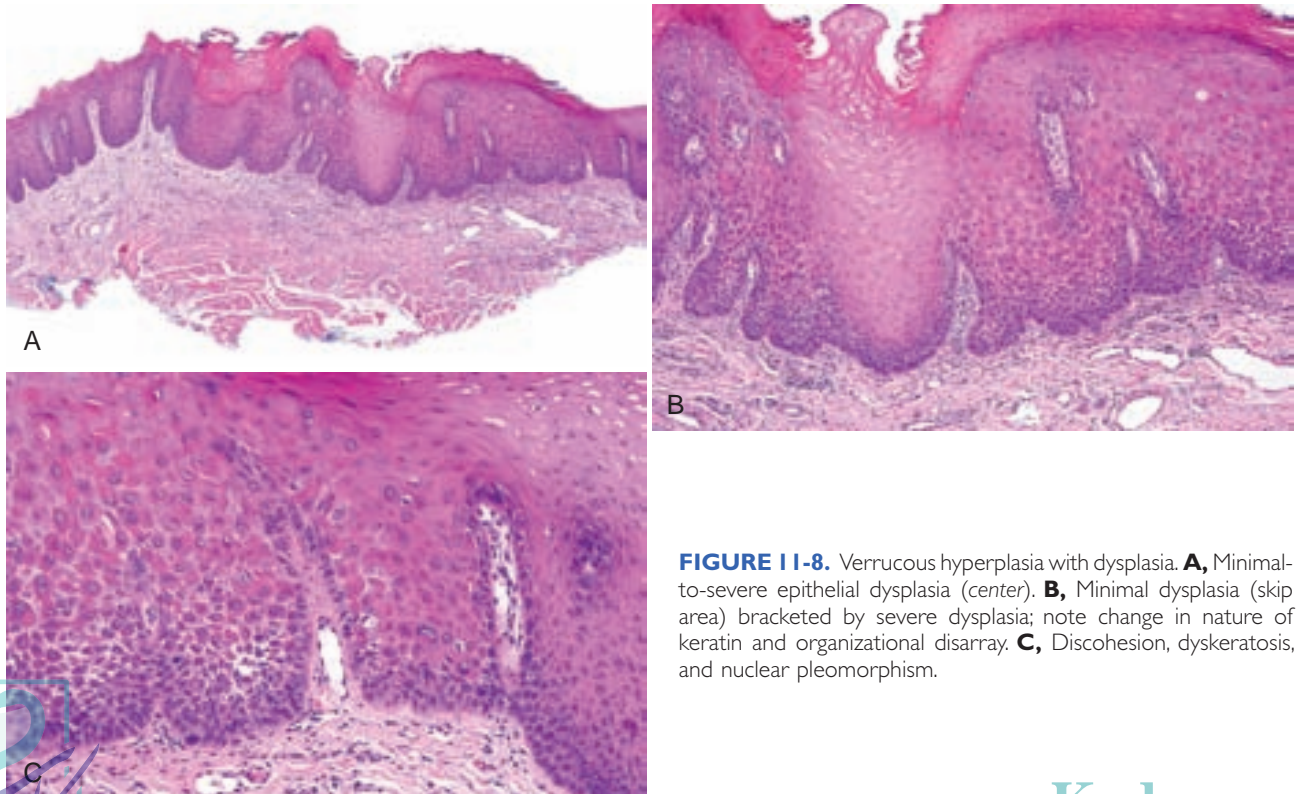 A
B
C
FIGURE 11-8. Verrucous hyperplasia with dysplasia. A, Minimal-
to-severe epithelial dysplasia (center). B, Minimal dysplasia (skip
area) bracketed by severe dysplasia; note change in nature of
keratin and organizational disarray. C, Discohesion, dyskeratosis,
and nuclear pleomorphism.